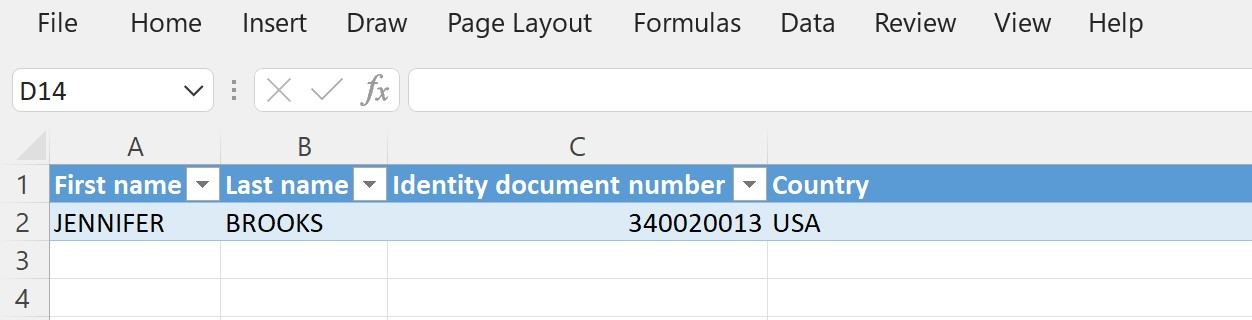 File Home Insert Draw Page Layout Formulas Data Review View Help
D14 fx
A B C
1 First name Last name Identity document number Country
2 JENNIFER BROOKS 340020013 USA
3
4